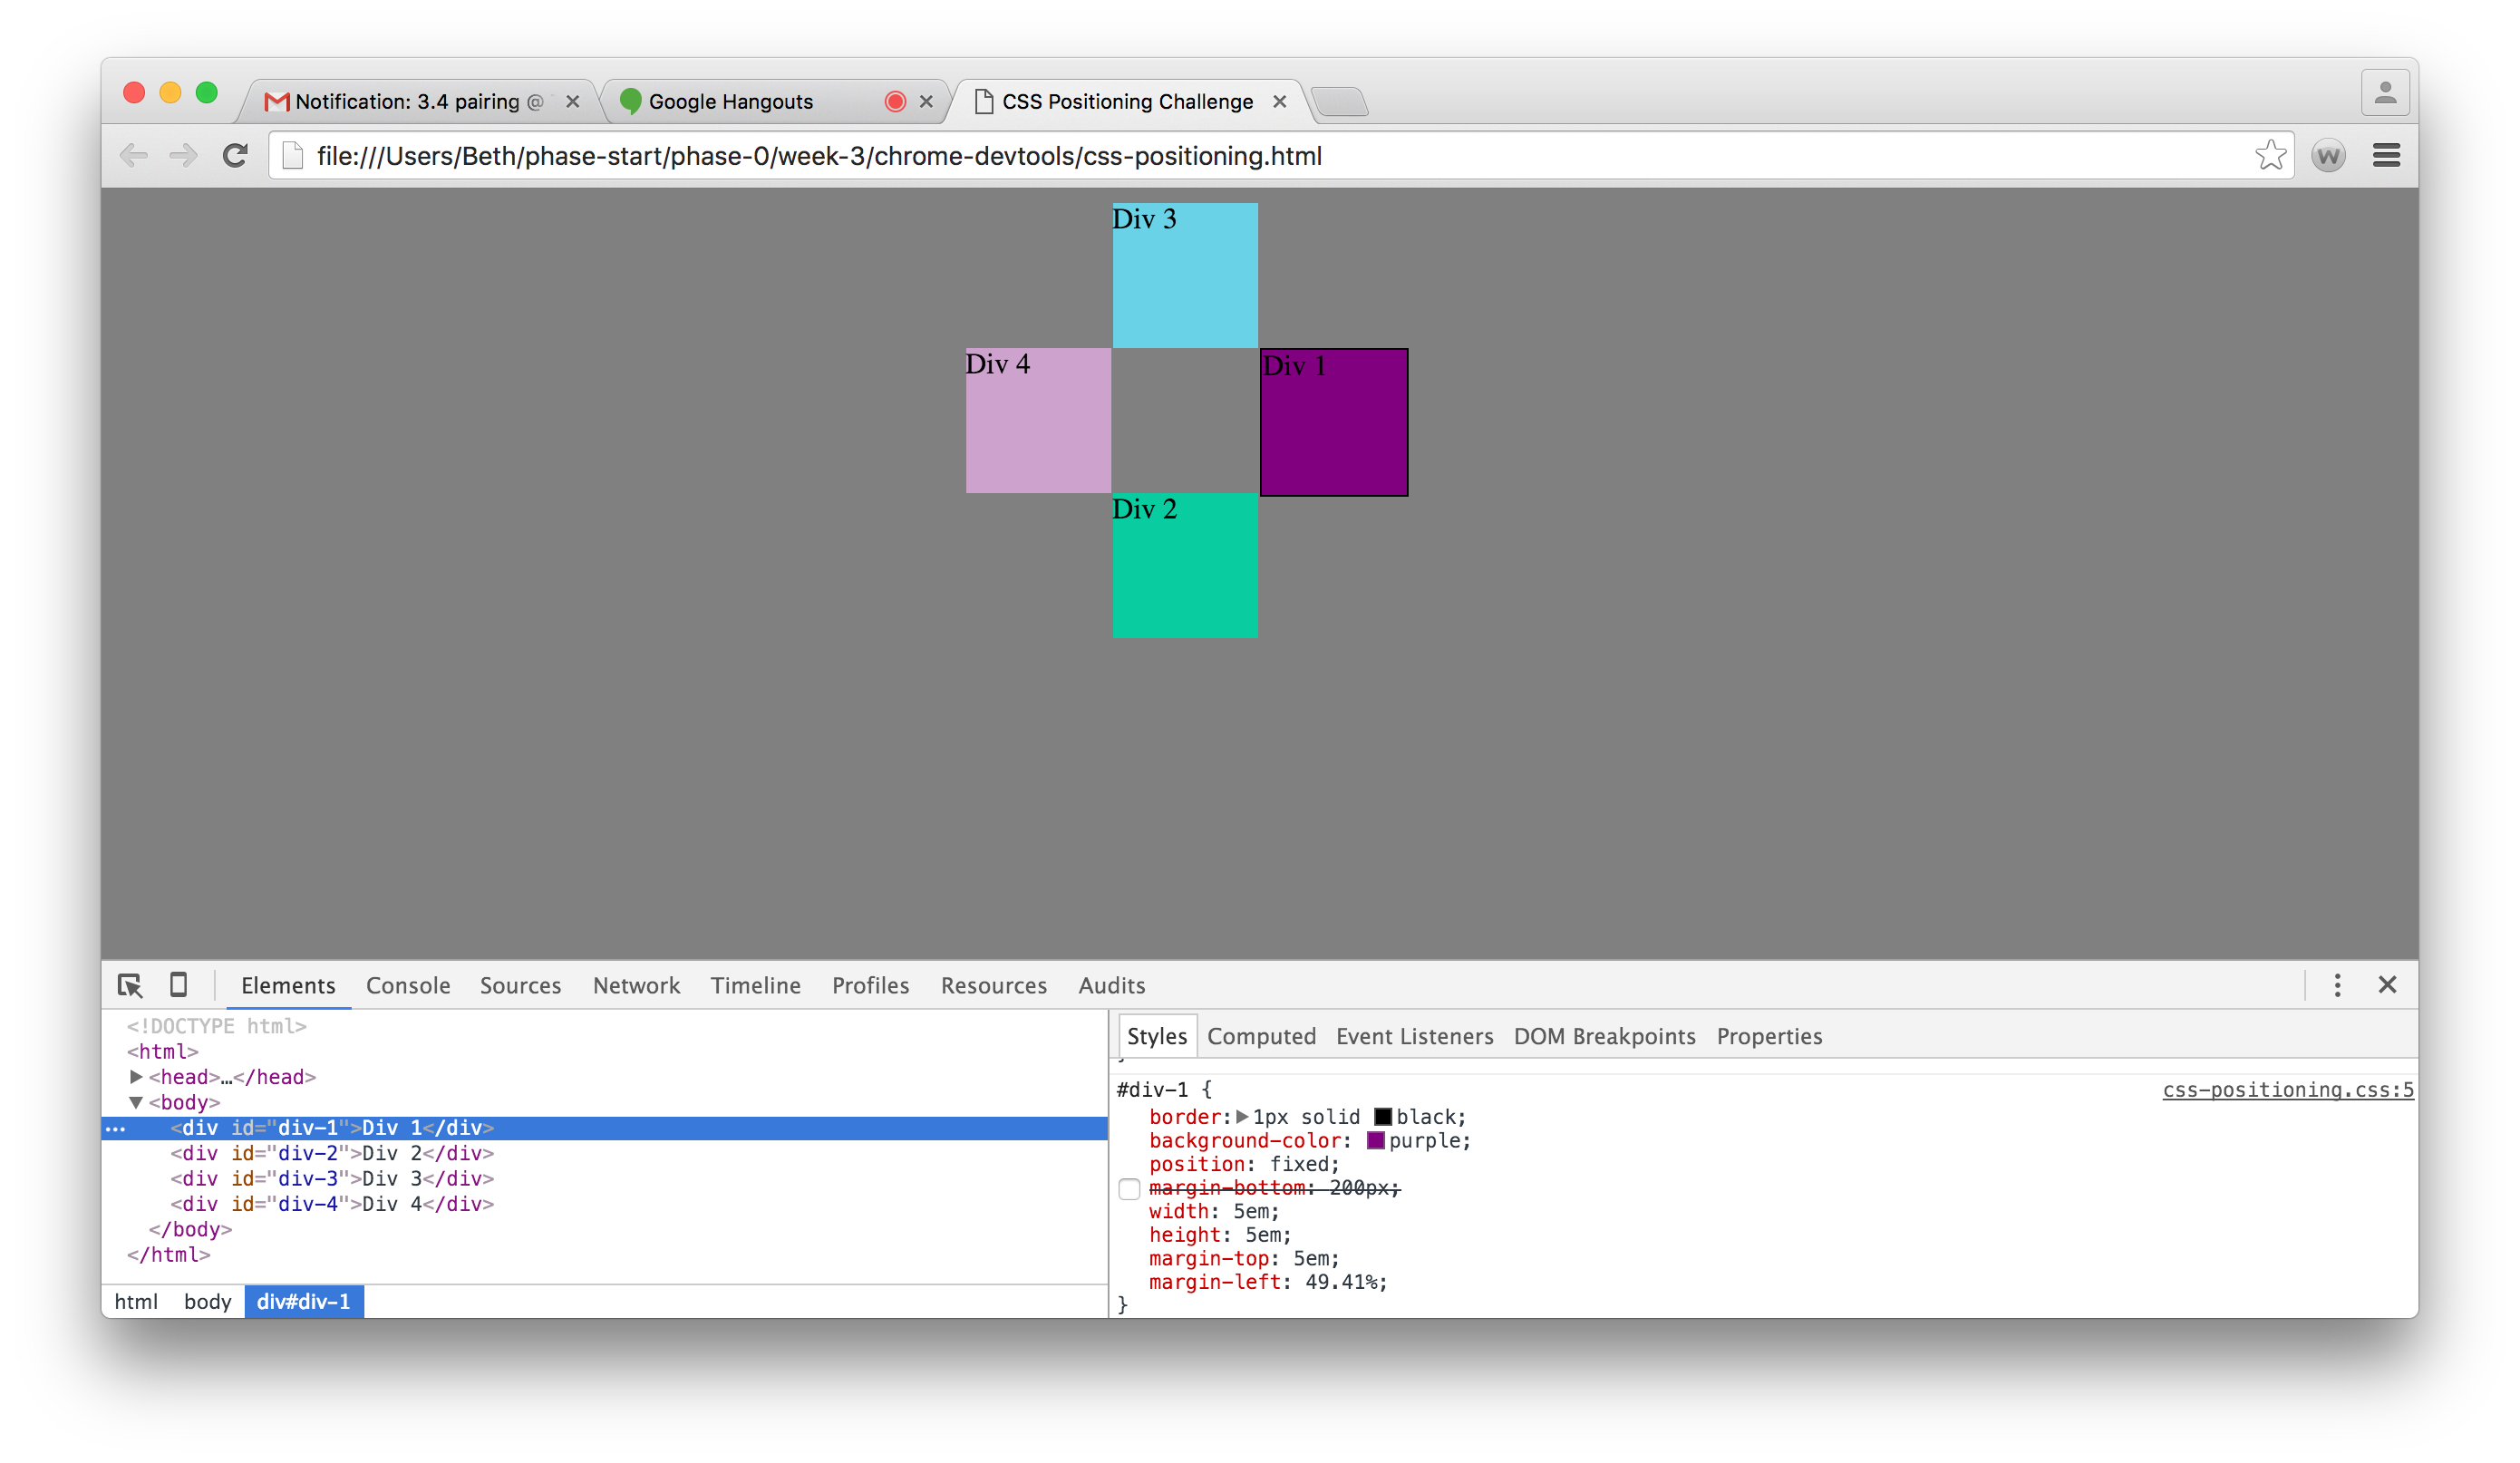 Notification: 3.4 pairing @
Google Hangouts
CSS Positioning Challenge
file:///Users/Beth/phase-start/phase-0/week-3/chrome-devtools/css-positioning.html
W
Div 3
Div 4
Div 1
Div 2
Elements Console Sources Network Timeline Profiles Resources Audits
<!DOCTYPE html>
<html>
<head>…</head>
<body>
<div id="div-1">Div 1</div>
<div id="div-2">Div 2</div>
<div id="div-3">Div 3</div>
<div id="div-4">Div 4</div>
</body>
</html>
html body div#div-1
Styles Computed Event Listeners DOM Breakpoints Properties
}
#div-1 { css-positioning.css:5
border: 1px solid black;
background-color: purple;
position: fixed;
margin-bottom: 200px;
width: 5em;
height: 5em;
margin-top: 5em;
margin-left: 49.41%;
}